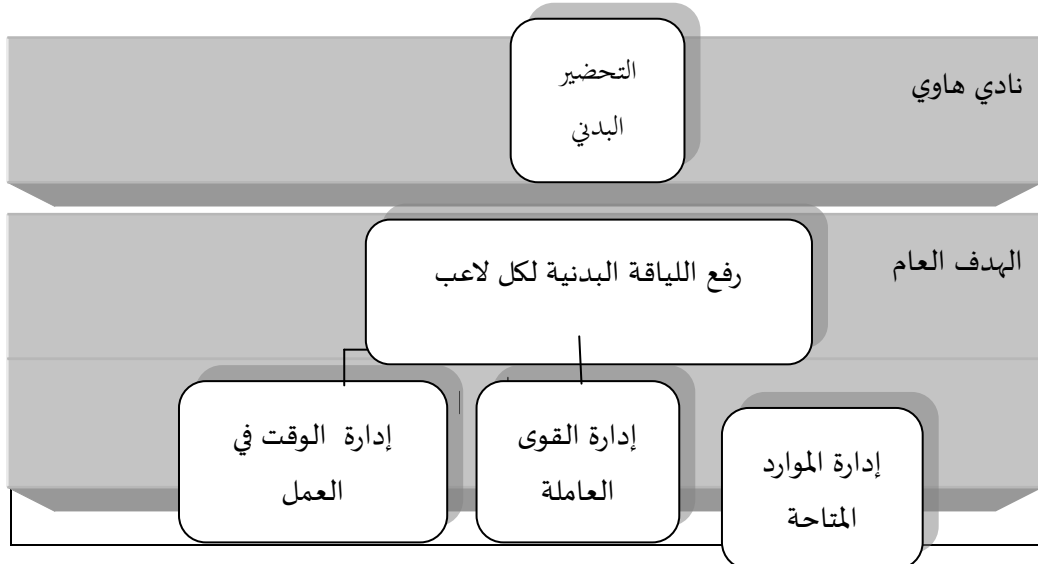 نادي هاوي
التحضير
البدني
الهدف العام
رفع اللياقة البدنية لكل لاعب
إدارة الموارد
المتاحة
إدارة القوى
العاملة
إدارة الوقت في
العمل